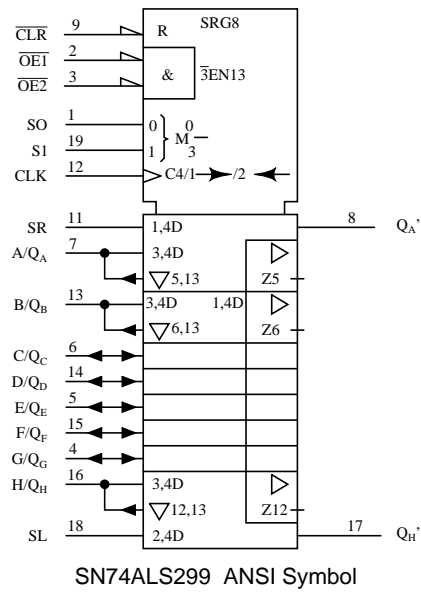 SRG8
CLR 9 R
OE1 2 & 3EN13
OE2 3
SO 1 0 } M 0
S1 19 1 3
CLK 12 C4/1 /2
SR 11 1,4D 8 QA'
A/QA 7 3,4D
5,13 Z5
B/QB 13 3,4D 1,4D
6,13 Z6
C/QC 6
D/QD 14
E/QE 5
F/QF 15
G/QG 4
H/QH 16 3,4D
12,13 Z12
SL 18 2,4D 17 QH'
SN74ALS299 ANSI Symbol